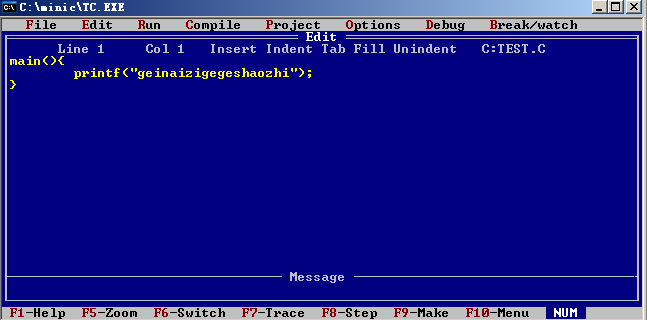 C:\minic\TC.EXE
File Edit Run Compile Project Options Debug Break/watch
Edit
Line 1 Col 1 Insert Indent Tab Fill Unindent C:TEST.C
main(){
printf("geinaizigegeshaozhi");
}
Message
F1-Help F5-Zoom F6-Switch F7-Trace F8-Step F9-Make F10-Menu NUM